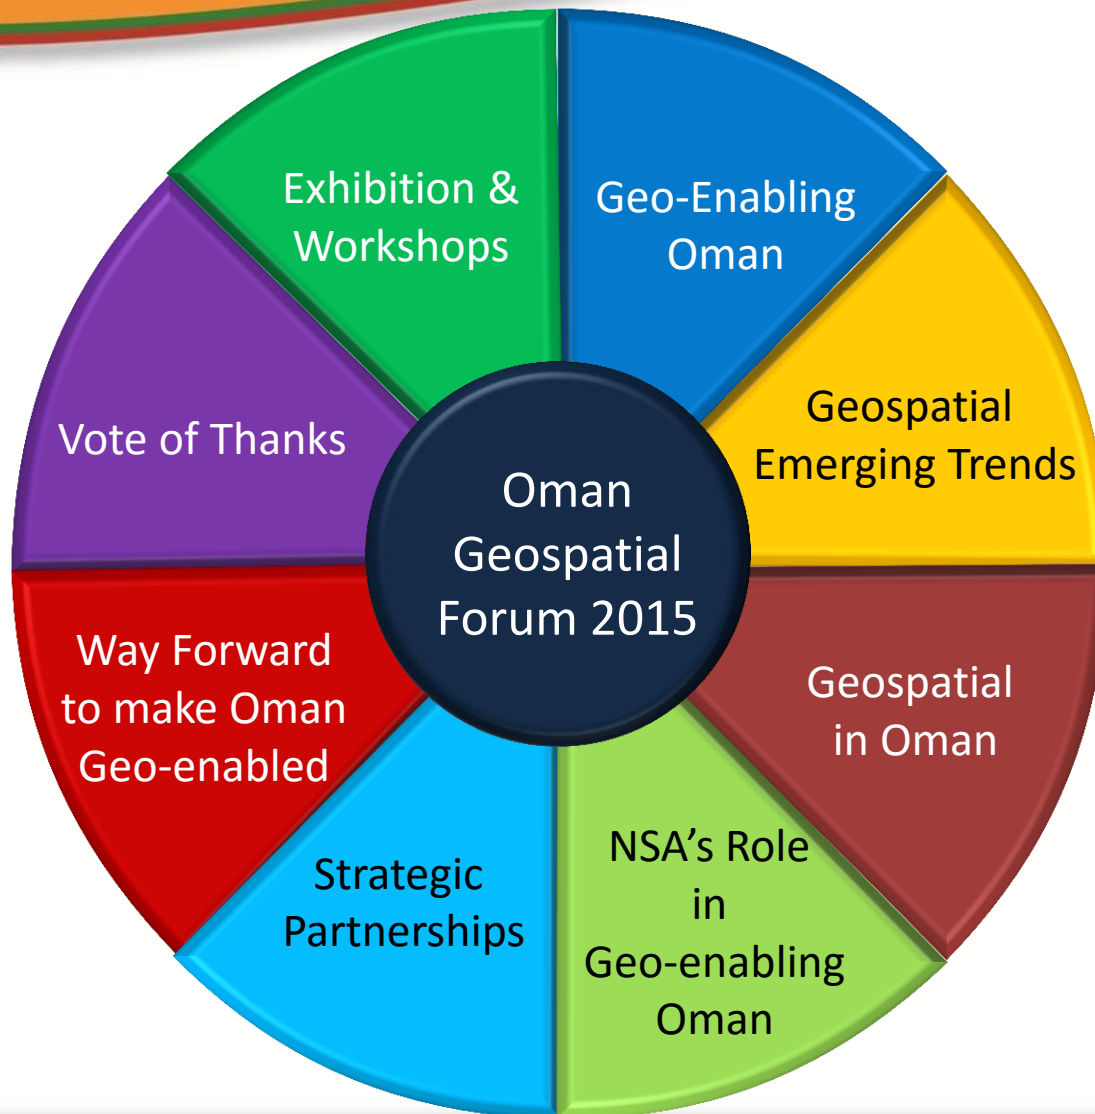 Exhibition &
Workshops
Geo-Enabling
Oman
Geospatial
Emerging Trends
Geospatial
in Oman
NSA’s Role
in
Geo-enabling
Oman
Strategic
Partnerships
Way Forward
to make Oman
Geo-enabled
Vote of Thanks
Oman
Geospatial
Forum 2015